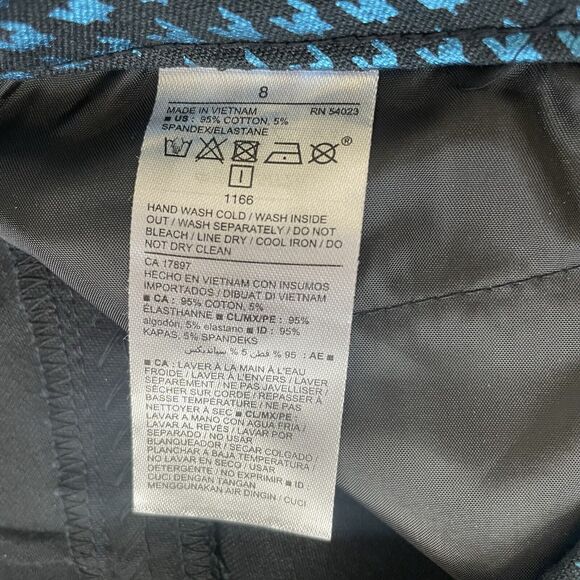 8
MADE IN VIETNAM RN 54023
■ US : 95% COTTON, 5%
SPANDEX/ELASTANE
1166
HAND WASH COLD / WASH INSIDE
OUT / WASH SEPARATELY / DO NOT
BLEACH / LINE DRY / COOL IRON / DO
NOT DRY CLEAN
CA 17897
HECHO EN VIETNAM CON INSUMOS
IMPORTADOS / DIBUAT DI VIETNAM
■ CA : 95% COTON, 5%
ÉLASTHANNE ■ CL/MX/PE : 95%
algodón, 5% elastano ■ ID : 95%
KAPAS, 5% SPANDEKS
■ AE : 95 % قطن 5 % سبانديكس
■ CA : LAVER À LA MAIN À L'EAU
FROIDE / LAVER À L'ENVERS / LAVER
SÉPARÉMENT / NE PAS JAVELLISER /
SÉCHER SUR CORDE / REPASSER À
BASSE TEMPÉRATURE / NE PAS
NETTOYER À SEC ■ CL/MX/PE :
LAVAR A MANO CON AGUA FRIA /
LAVAR AL REVÉS / LAVAR POR
SEPARADO / NO USAR
BLANQUEADOR / SECAR COLGADO /
PLANCHAR A BAJA TEMPERATURA /
NO LAVAR EN SECO / USAR
DETERGENTE / NO EXPRIMIR ■ ID :
CUCI DENGAN TANGAN
MENGGUNAKAN AIR DINGIN / CUCI